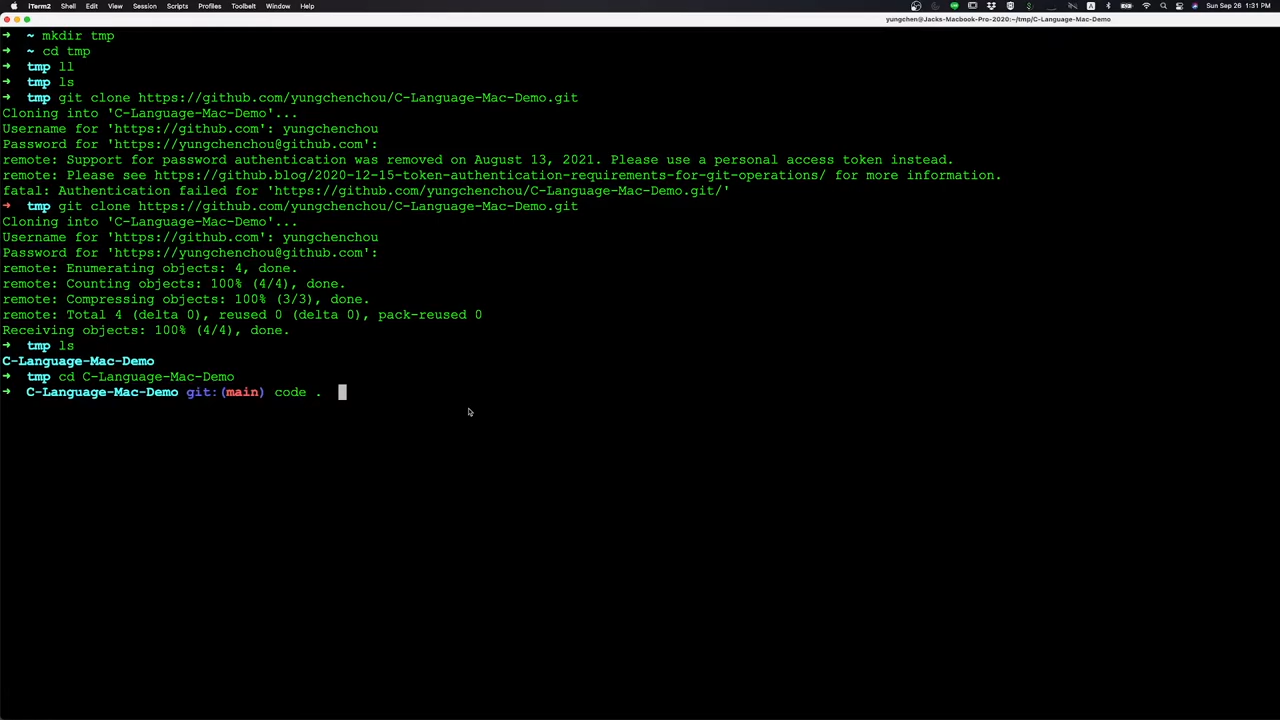 iTerm2 Shell Edit View Session Scripts Profiles Toolbelt Window Help Sun Sep 26 1:31 PM
yungchen@Jacks-Macbook-Pro-2020:~/tmp/C-Language-Mac-Demo
➜ ~ mkdir tmp
➜ ~ cd tmp
➜ tmp ll
➜ tmp ls
➜ tmp git clone https://github.com/yungchenchou/C-Language-Mac-Demo.git
Cloning into 'C-Language-Mac-Demo'...
Username for 'https://github.com': yungchenchou
Password for 'https://yungchenchou@github.com':
remote: Support for password authentication was removed on August 13, 2021. Please use a personal access token instead.
remote: Please see https://github.blog/2020-12-15-token-authentication-requirements-for-git-operations/ for more information.
fatal: Authentication failed for 'https://github.com/yungchenchou/C-Language-Mac-Demo.git/'
➜ tmp git clone https://github.com/yungchenchou/C-Language-Mac-Demo.git
Cloning into 'C-Language-Mac-Demo'...
Username for 'https://github.com': yungchenchou
Password for 'https://yungchenchou@github.com':
remote: Enumerating objects: 4, done.
remote: Counting objects: 100% (4/4), done.
remote: Compressing objects: 100% (3/3), done.
remote: Total 4 (delta 0), reused 0 (delta 0), pack-reused 0
Receiving objects: 100% (4/4), done.
➜ tmp ls
C-Language-Mac-Demo
➜ tmp cd C-Language-Mac-Demo
➜ C-Language-Mac-Demo git:(main) code .